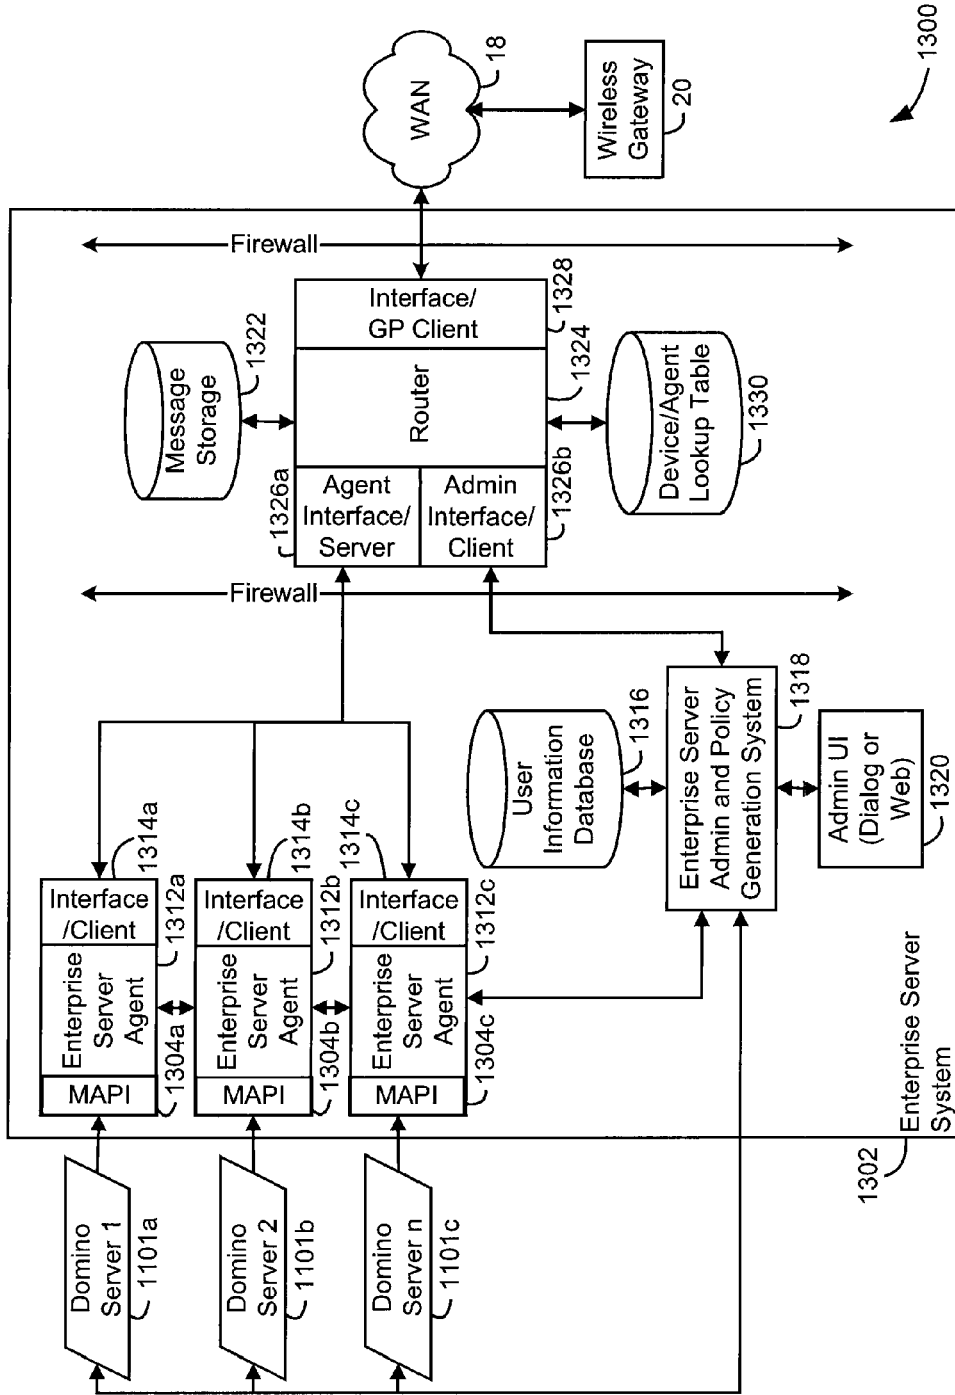 Domino
Server 1
1101a
Domino
Server 2
1101b
Domino
Server n
1101c
1302
Enterprise Server
System
MAPI
1304a
Enterprise
Server
Agent
1312a
Interface
/Client
1314a
MAPI
1304b
Enterprise
Server
Agent
1312b
Interface
/Client
1314b
MAPI
1304c
Enterprise
Server
Agent
1312c
Interface
/Client
1314c
User
Information
Database
1316
Enterprise Server
Admin and Policy
Generation System
1318
Admin UI
(Dialog or
Web)
1320
Firewall
Message
Storage
1322
1326a
Agent
Interface/
Server
Admin
Interface/
Client
1326b
Router
1324
Interface/
GP Client
1328
Device/Agent
Lookup Table
1330
Firewall
WAN
18
Wireless
Gateway
20
1300